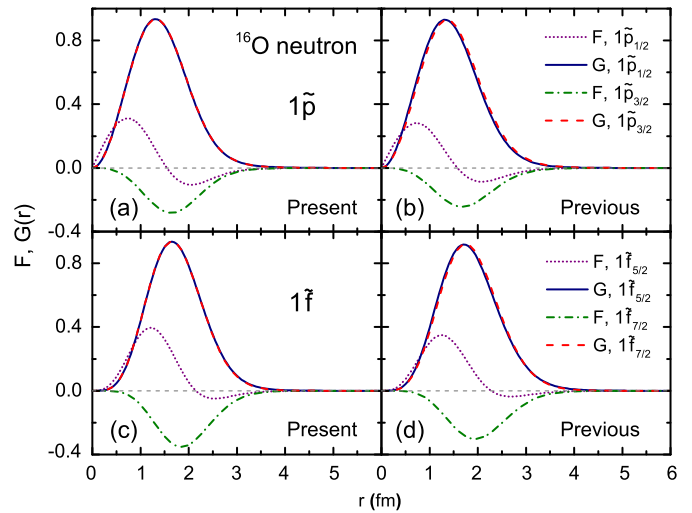 0.8
0.4
0.0
-0.4
0.8
0.4
0.0
-0.4
F, G(r)
¹⁶O neutron
1p̃
(a)
Present
F, 1p̃₁/₂
G, 1p̃₁/₂
F, 1p̃₃/₂
G, 1p̃₃/₂
(b)
Previous
1f̃
(c)
Present
F, 1f̃₅/₂
G, 1f̃₅/₂
F, 1f̃₇/₂
G, 1f̃₇/₂
(d)
Previous
0 1 2 3 4 5 0 1 2 3 4 5 6
r (fm)